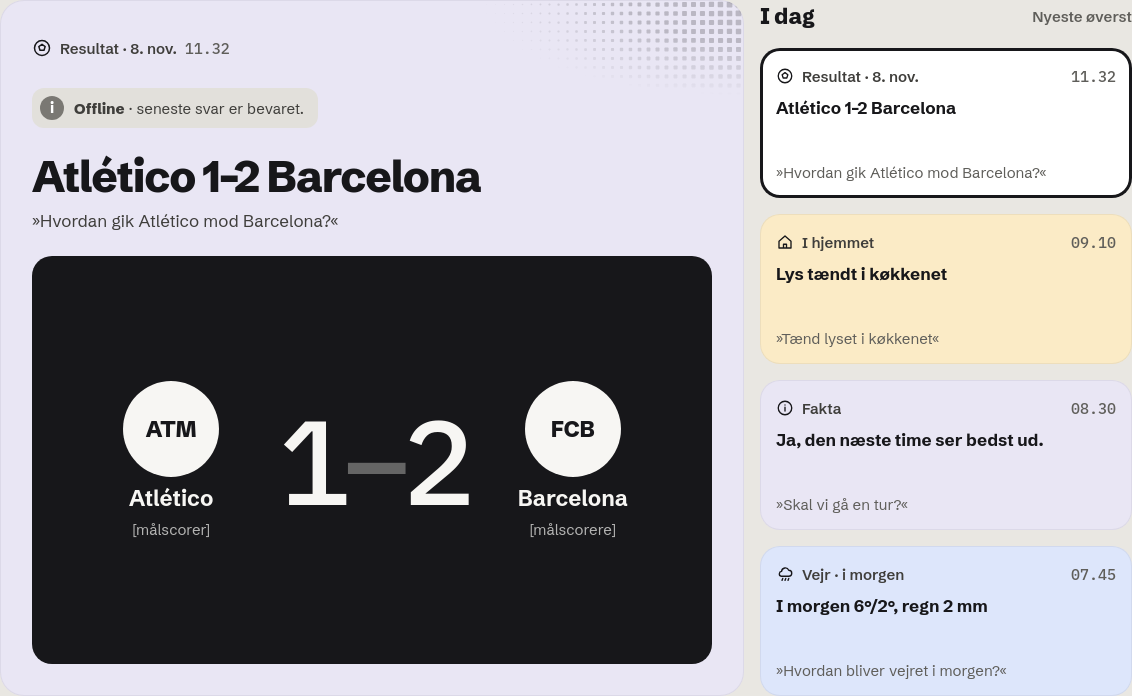 Resultat · 8. nov. 11.32
Offline · seneste svar er bevaret.
Atlético 1–2 Barcelona
»Hvordan gik Atlético mod Barcelona?«
ATM
1–2
FCB
Atlético
Barcelona
[målscorer]
[målscorere]
I dag
Nyeste øverst
Resultat · 8. nov. 11.32
Atlético 1–2 Barcelona
»Hvordan gik Atlético mod Barcelona?«
I hjemmet 09.10
Lys tændt i køkkenet
»Tænd lyset i køkkenet«
Fakta 08.30
Ja, den næste time ser bedst ud.
»Skal vi gå en tur?«
Vejr · i morgen 07.45
I morgen 6°/2°, regn 2 mm
»Hvordan bliver vejret i morgen?«